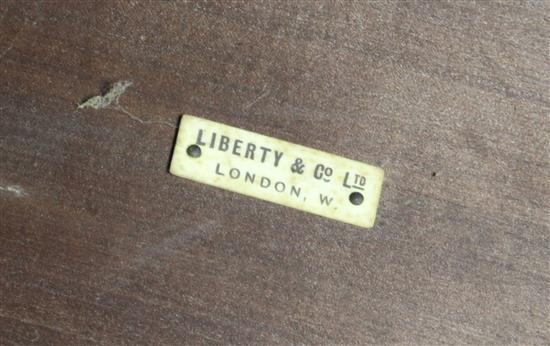 LIBERTY & Co LTD
LONDON, W.